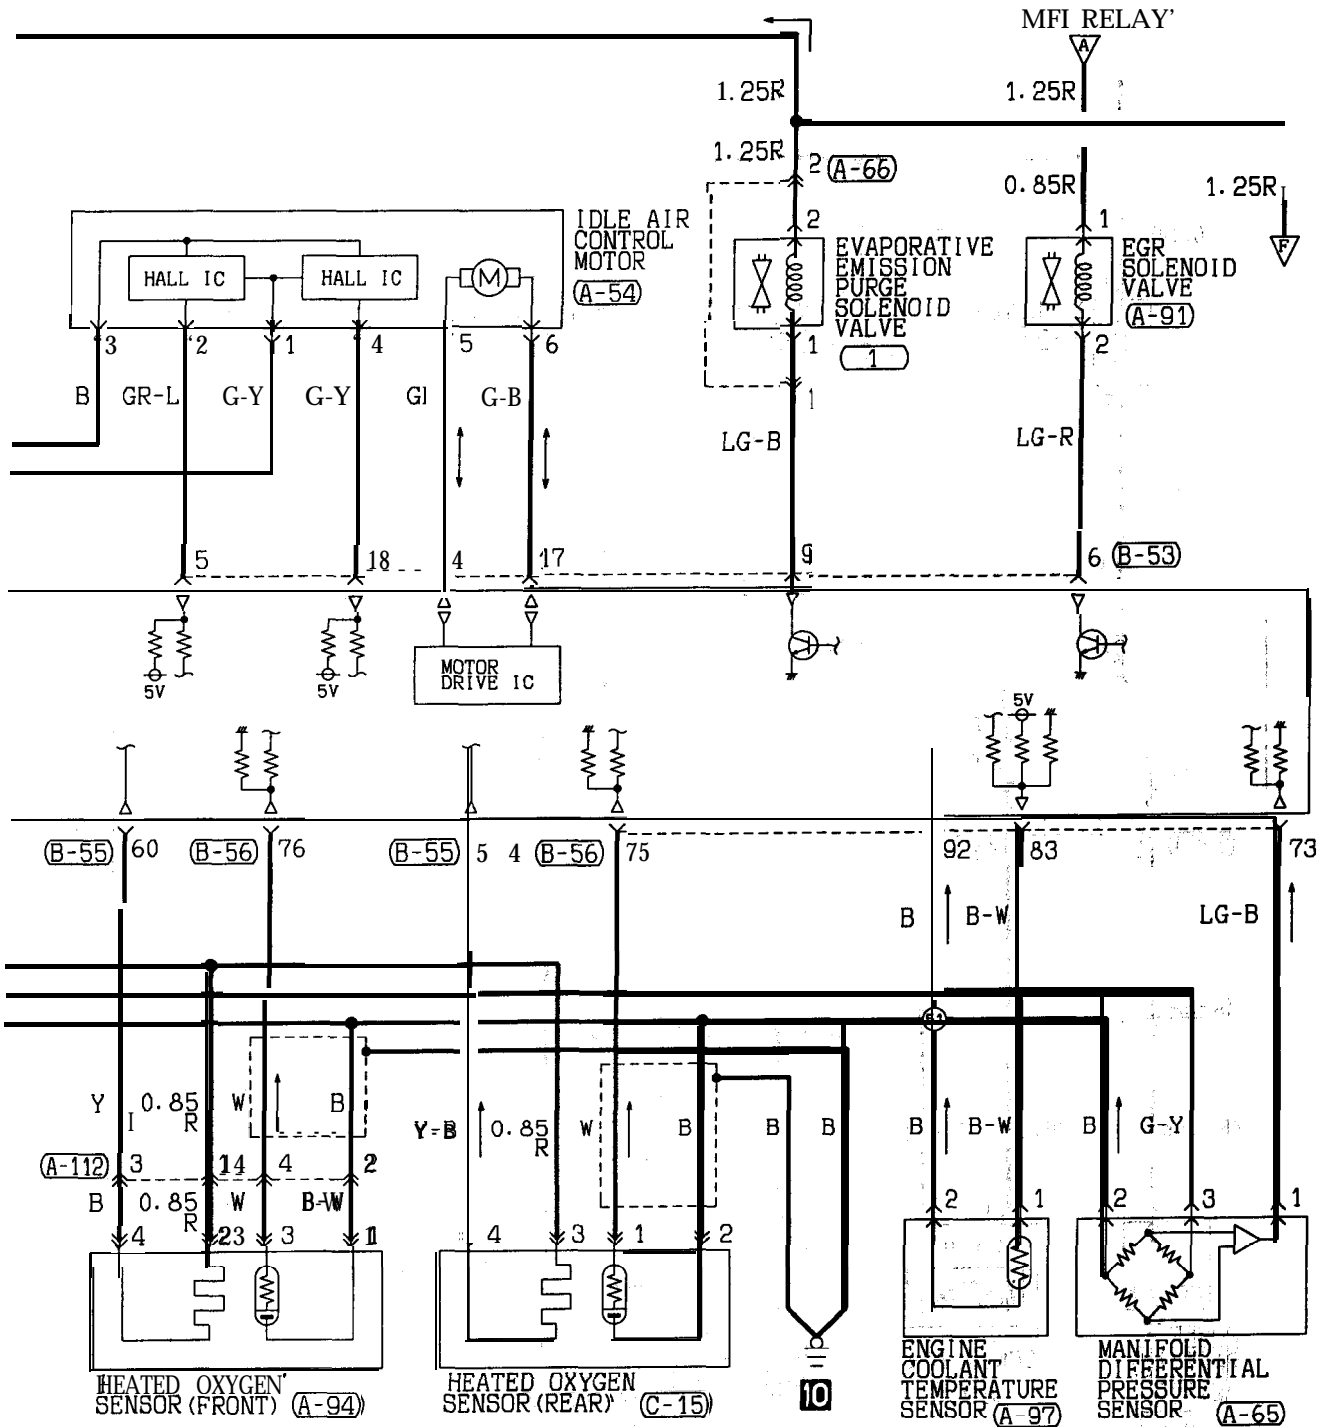 MFI RELAY'
A
1.25R
1.25R
1.25R
2 (A-66)
0.85R
1.25R
F
IDLE AIR
CONTROL
MOTOR
(A-54)
HALL IC
HALL IC
M
2
EVAPORATIVE
EMISSION
PURGE
SOLENOID
VALVE
1
1
EGR
SOLENOID
VALVE
(A-91)
3
2
1
4
5
6
1
2
B
GR-L
G-Y
G-Y
G
G-B
1
LG-B
LG-R
5
18
4
17
9
6
(B-53)
5V
5V
MOTOR
DRIVE IC
5V
(B-55)
60
(B-56)
76
(B-55)
5 4
(B-56)
75
92
83
73
B
B-W
LG-B
Y
0.85
R
W
B
Y-B
0.85
R
W
B
B
B
B
B-W
B
G-Y
(A-112)
3
14
4
2
B
0.85
R
W
B-W
2
1
2
3
1
4
23
3
1
4
3
1
2
10
HEATED OXYGEN'
SENSOR (FRONT) (A-94)
HEATED OXYGEN
SENSOR (REAR) (C-15)
ENGINE
COOLANT
TEMPERATURE
SENSOR (A-97)
MANIFOLD
DIFFERENTIAL
PRESSURE
SENSOR (A-65)